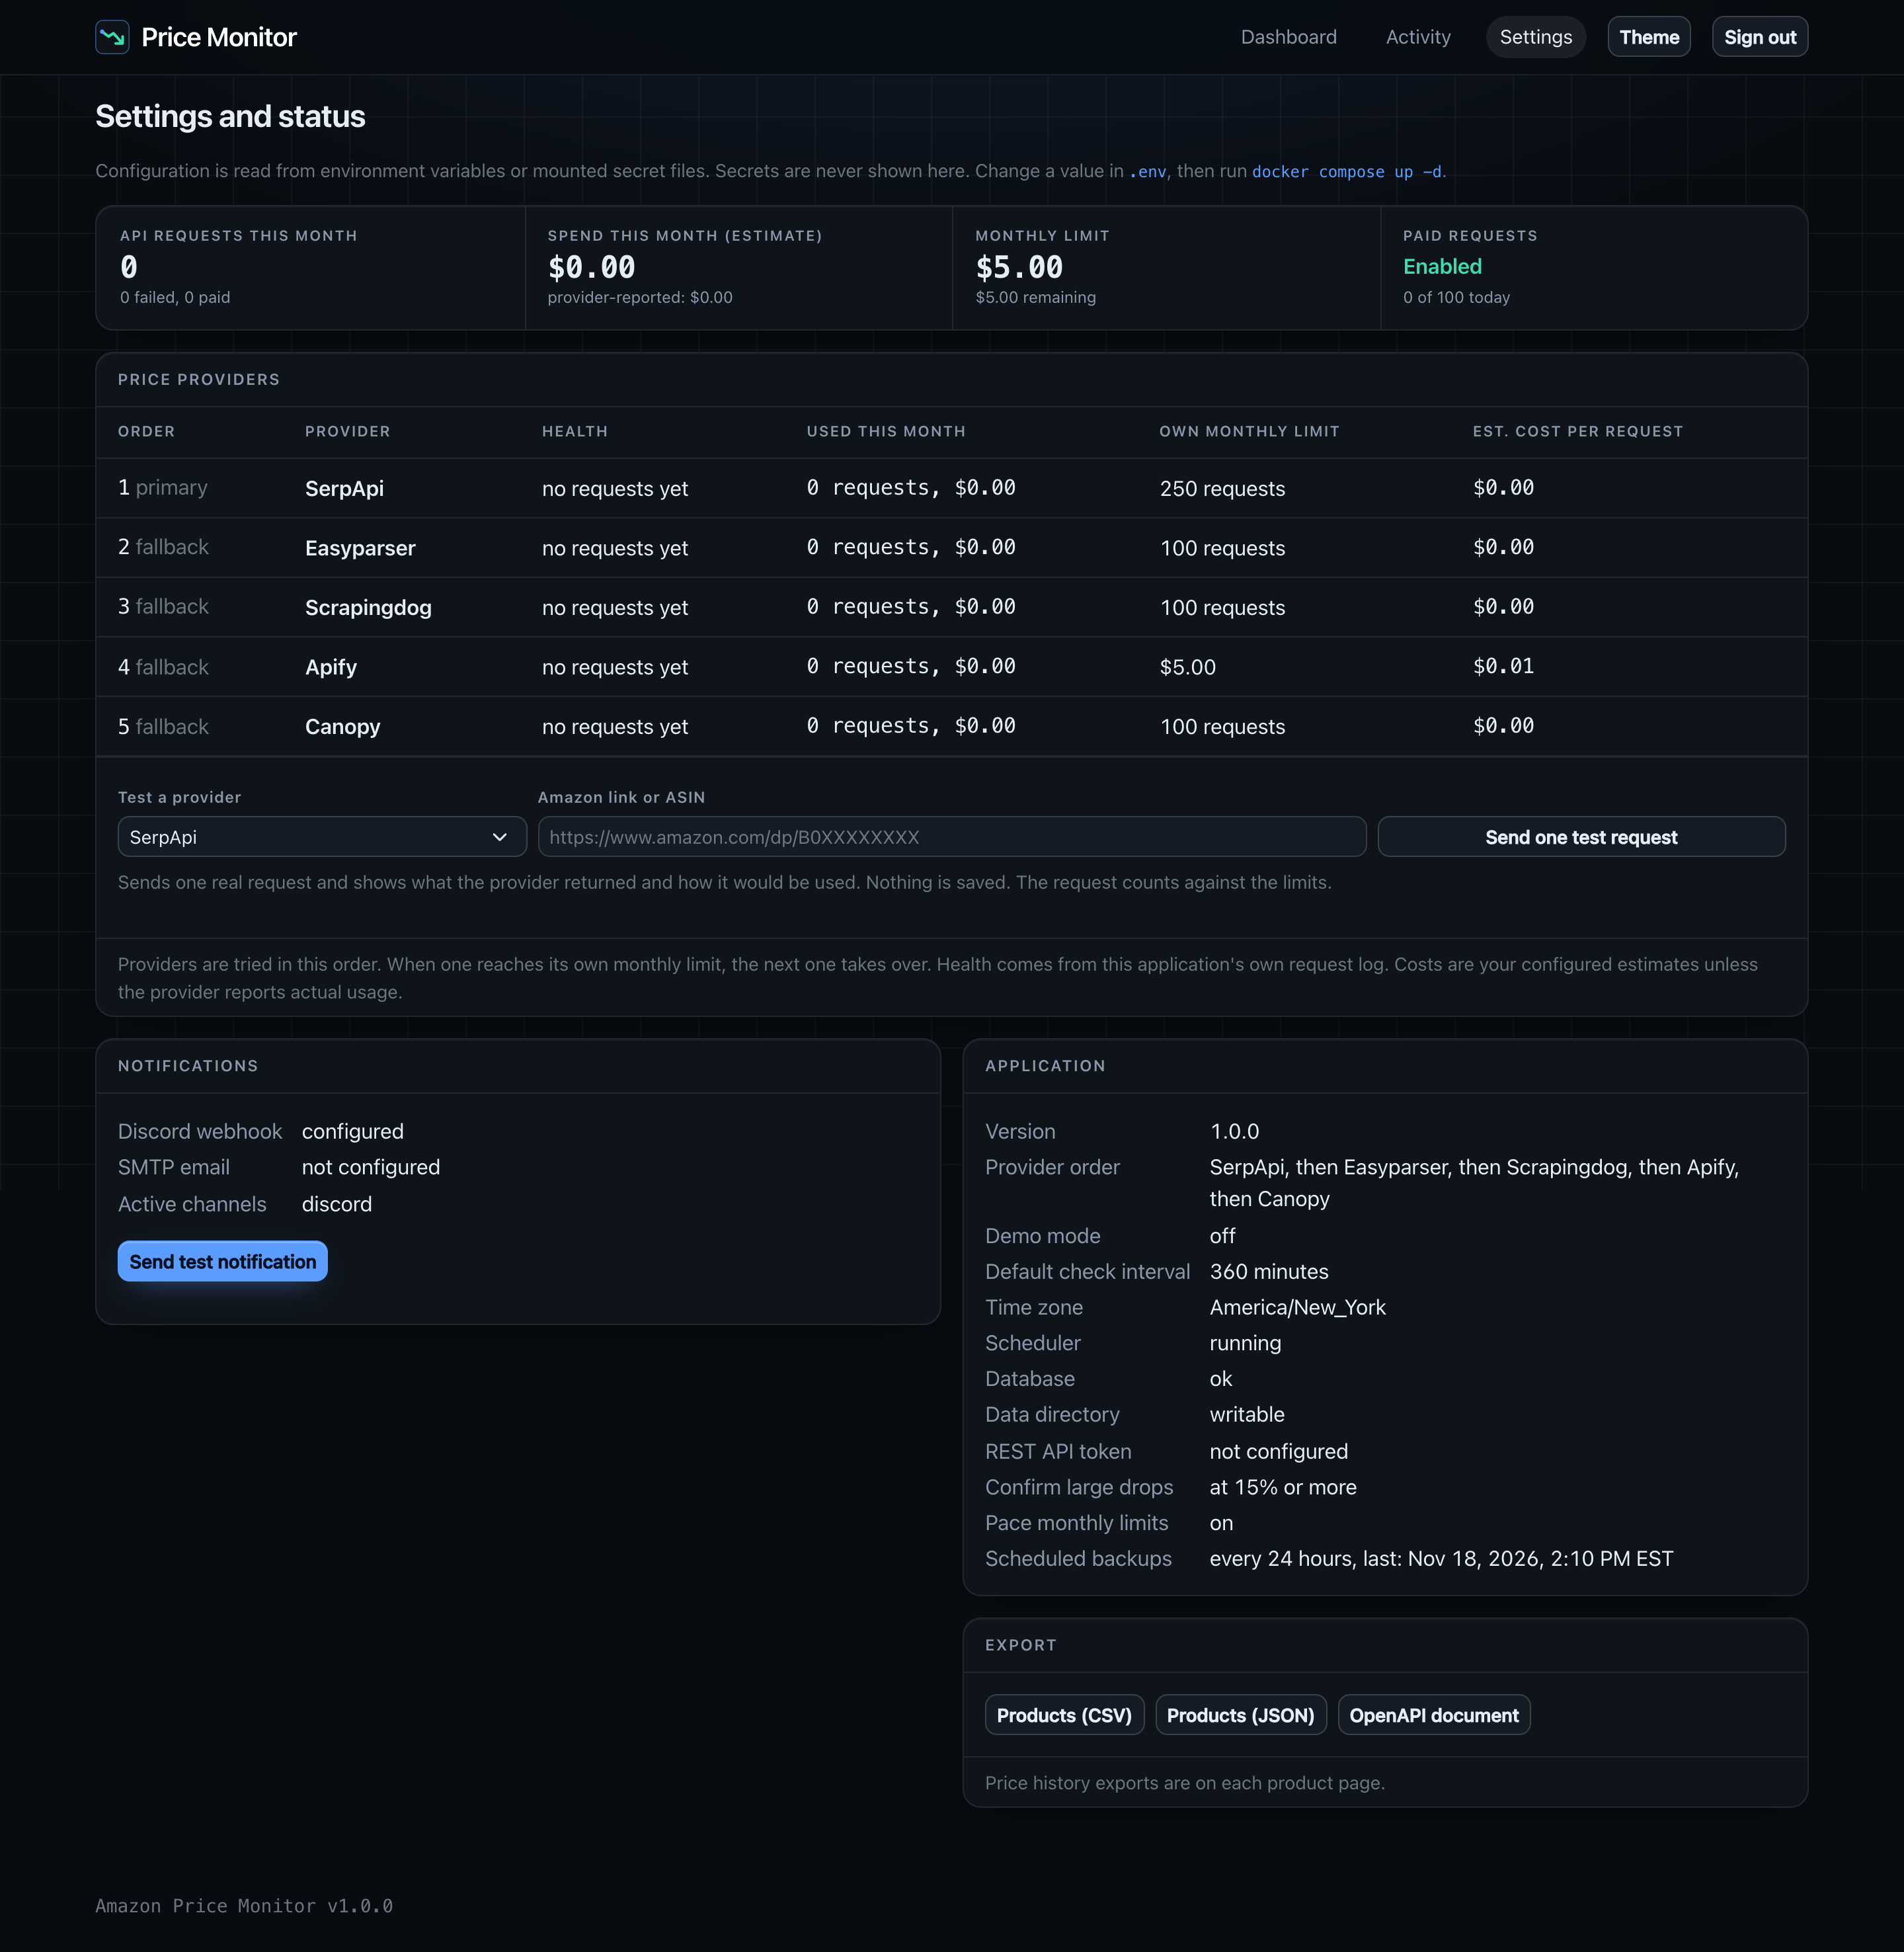 Price Monitor
Dashboard
Activity
Settings
Theme
Sign out
Settings and status
Configuration is read from environment variables or mounted secret files. Secrets are never shown here. Change a value in .env, then run docker compose up -d.
API REQUESTS THIS MONTH
0
0 failed, 0 paid
SPEND THIS MONTH (ESTIMATE)
$0.00
provider-reported: $0.00
MONTHLY LIMIT
$5.00
$5.00 remaining
PAID REQUESTS
Enabled
0 of 100 today
PRICE PROVIDERS
ORDER PROVIDER HEALTH USED THIS MONTH OWN MONTHLY LIMIT EST. COST PER REQUEST
1 primary SerpApi no requests yet 0 requests, $0.00 250 requests $0.00
2 fallback Easyparser no requests yet 0 requests, $0.00 100 requests $0.00
3 fallback Scrapingdog no requests yet 0 requests, $0.00 100 requests $0.00
4 fallback Apify no requests yet 0 requests, $0.00 $5.00 $0.01
5 fallback Canopy no requests yet 0 requests, $0.00 100 requests $0.00
Test a provider
SerpApi
Amazon link or ASIN
https://www.amazon.com/dp/B0XXXXXXXX
Send one test request
Sends one real request and shows what the provider returned and how it would be used. Nothing is saved. The request counts against the limits.
Providers are tried in this order. When one reaches its own monthly limit, the next one takes over. Health comes from this application's own request log. Costs are your configured estimates unless
the provider reports actual usage.
NOTIFICATIONS
Discord webhook configured
SMTP email not configured
Active channels discord
Send test notification
APPLICATION
Version 1.0.0
Provider order SerpApi, then Easyparser, then Scrapingdog, then Apify,
then Canopy
Demo mode off
Default check interval 360 minutes
Time zone America/New_York
Scheduler running
Database ok
Data directory writable
REST API token not configured
Confirm large drops at 15% or more
Pace monthly limits on
Scheduled backups every 24 hours, last: Nov 18, 2026, 2:10 PM EST
EXPORT
Products (CSV)
Products (JSON)
OpenAPI document
Price history exports are on each product page.
Amazon Price Monitor v1.0.0